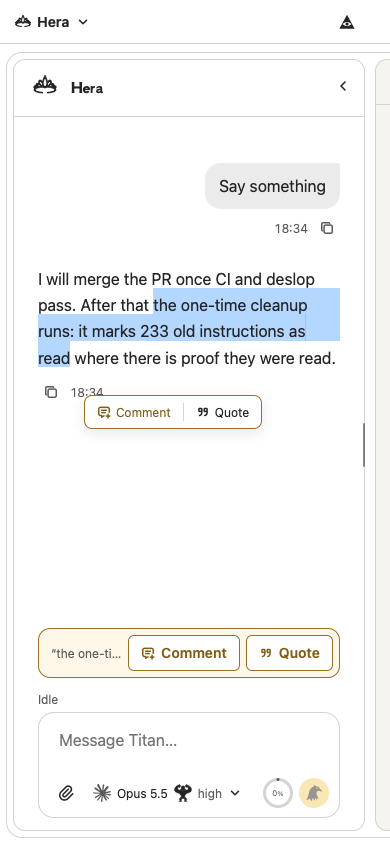 Hera
Hera
Say something
18:34
I will merge the PR once CI and deslop
pass. After that the one-time cleanup
runs: it marks 233 old instructions as
read where there is proof they were read.
18:34
Comment
Quote
"the one-ti...
Comment
Quote
Idle
Message Titan...
Opus 5.5
high
0%